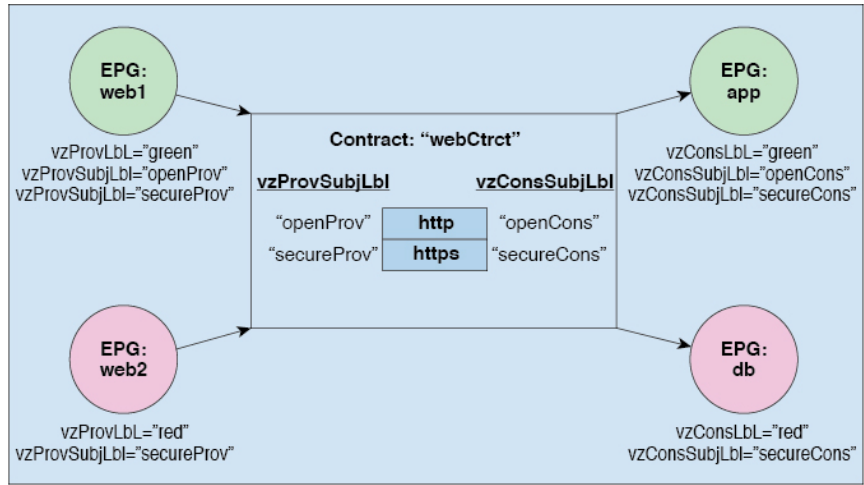 EPG:
web1
vzProvLbL=”green”
vzProvSubjLbl=”openProv”
vzProvSubjLbl=”secureProv”
EPG:
app
vzConsLbL=”green”
vzConsSubjLbl=”openCons”
vzConsSubjLbl=”secureCons”
Contract: “webCtrct”
vzProvSubjLbl vzConsSubjLbl
“openProv” http “openCons”
“secureProv” https “secureCons”
EPG:
web2
vzProvLbL=”red”
vzProvSubjLbl=”secureProv”
EPG:
db
vzConsLbL=”red”
vzConsSubjLbl=”secureCons”